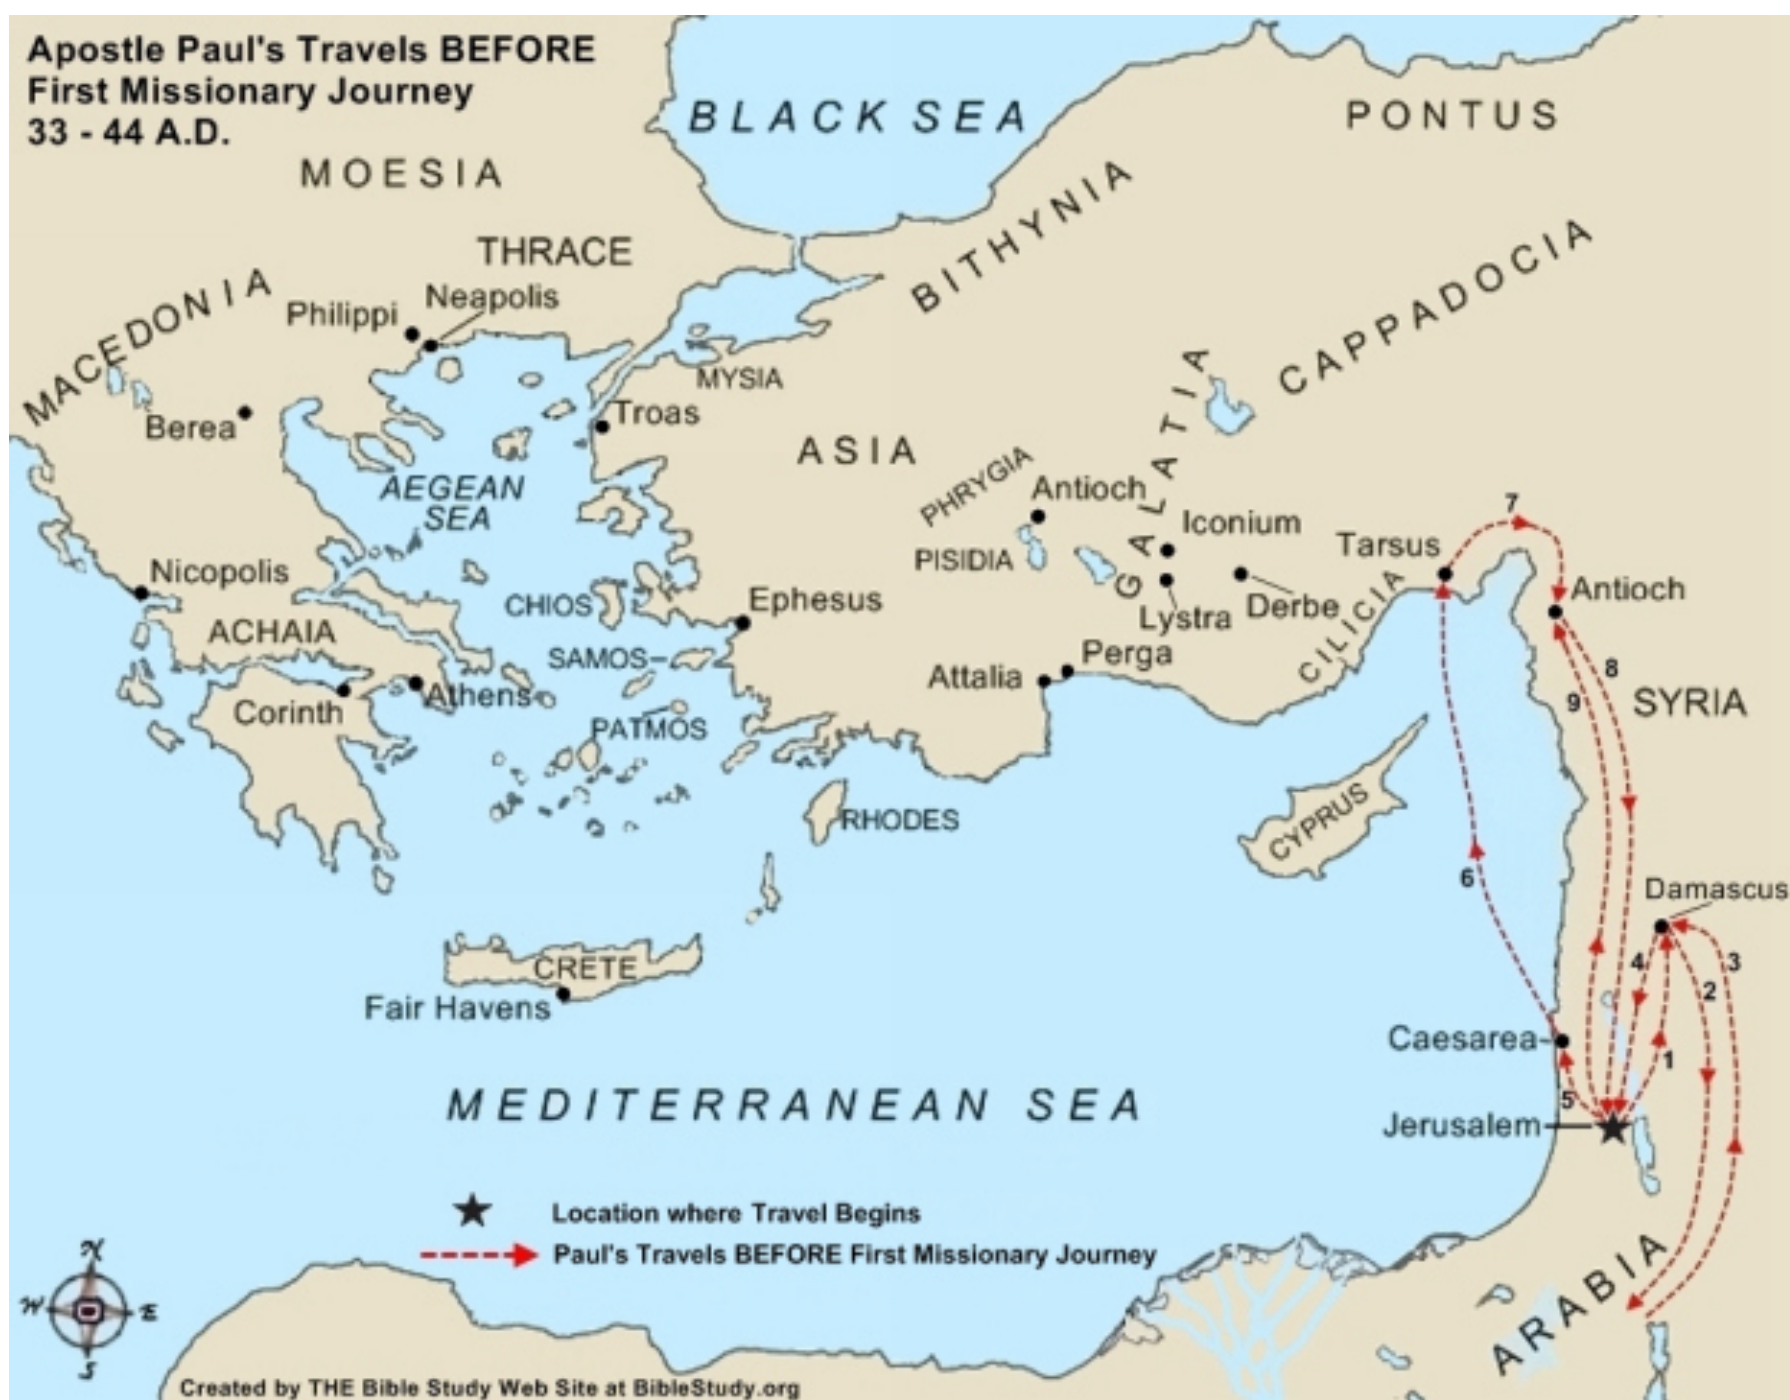 Apostle Paul's Travels BEFORE
First Missionary Journey
33 - 44 A.D.
BLACK SEA
PONTUS
MOESIA
THRACE
BITHYNIA
CAPPADOCIA
MACEDONIA
Philippi
Neapolis
MYSIA
Berea
Troas
ASIA
GALATIA
AEGEAN
SEA
PHRYGIA
Antioch
Iconium
PISIDIA
Tarsus
7
Nicopolis
CHIOS
Ephesus
Lystra
Derbe
CILICIA
Antioch
ACHAIA
SAMOS
Attalia
Perga
8
9
SYRIA
Corinth
Athens
PATMOS
RHODES
CYPRUS
6
Damascus
CRETE
Fair Havens
4
3
2
Caesarea
1
5
MEDITERRANEAN SEA
Jerusalem
Location where Travel Begins
Paul's Travels BEFORE First Missionary Journey
ARABIA
N
W
E
S
Created by THE Bible Study Web Site at BibleStudy.org